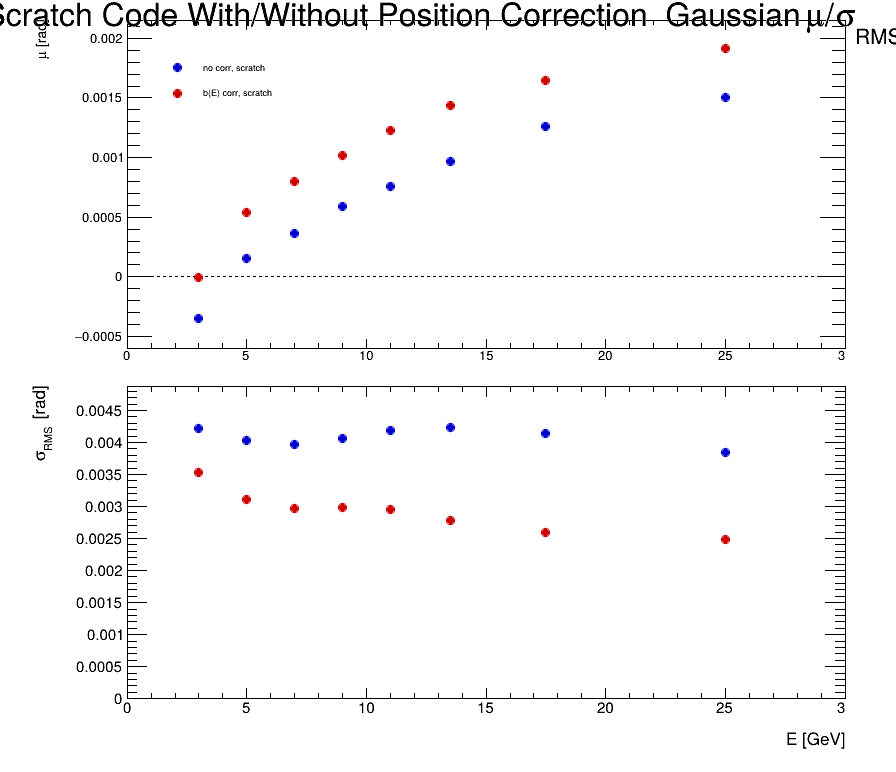 Scratch Code With/Without Position Correction Gaussian μ/σ
RMS
μ [rad
0.002
0.0015
0.001
0.0005
0
−0.0005
no corr, scratch
b(E) corr, scratch
0 5 10 15 20 25 3
σRMS [rad]
0.0045
0.004
0.0035
0.003
0.0025
0.002
0.0015
0.001
0.0005
0
0 5 10 15 20 25 3
E [GeV]